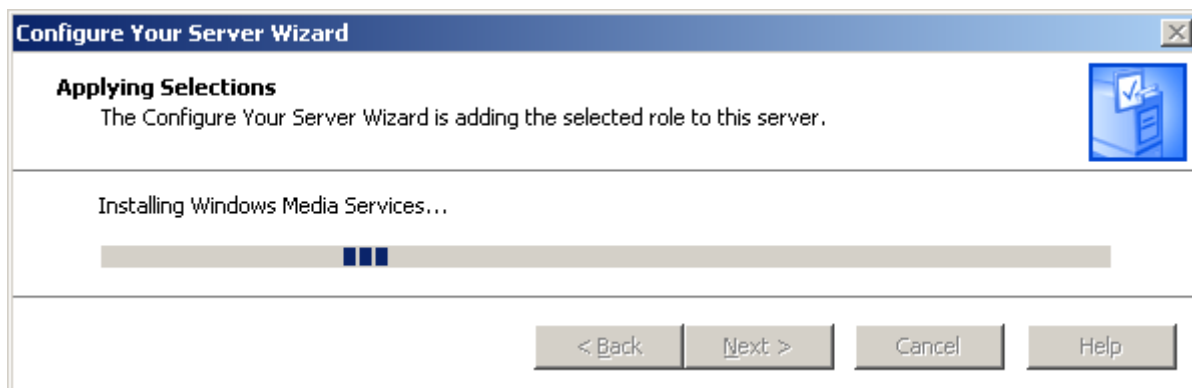 Configure Your Server Wizard
Applying Selections
The Configure Your Server Wizard is adding the selected role to this server.
Installing Windows Media Services...
< Back Next > Cancel Help